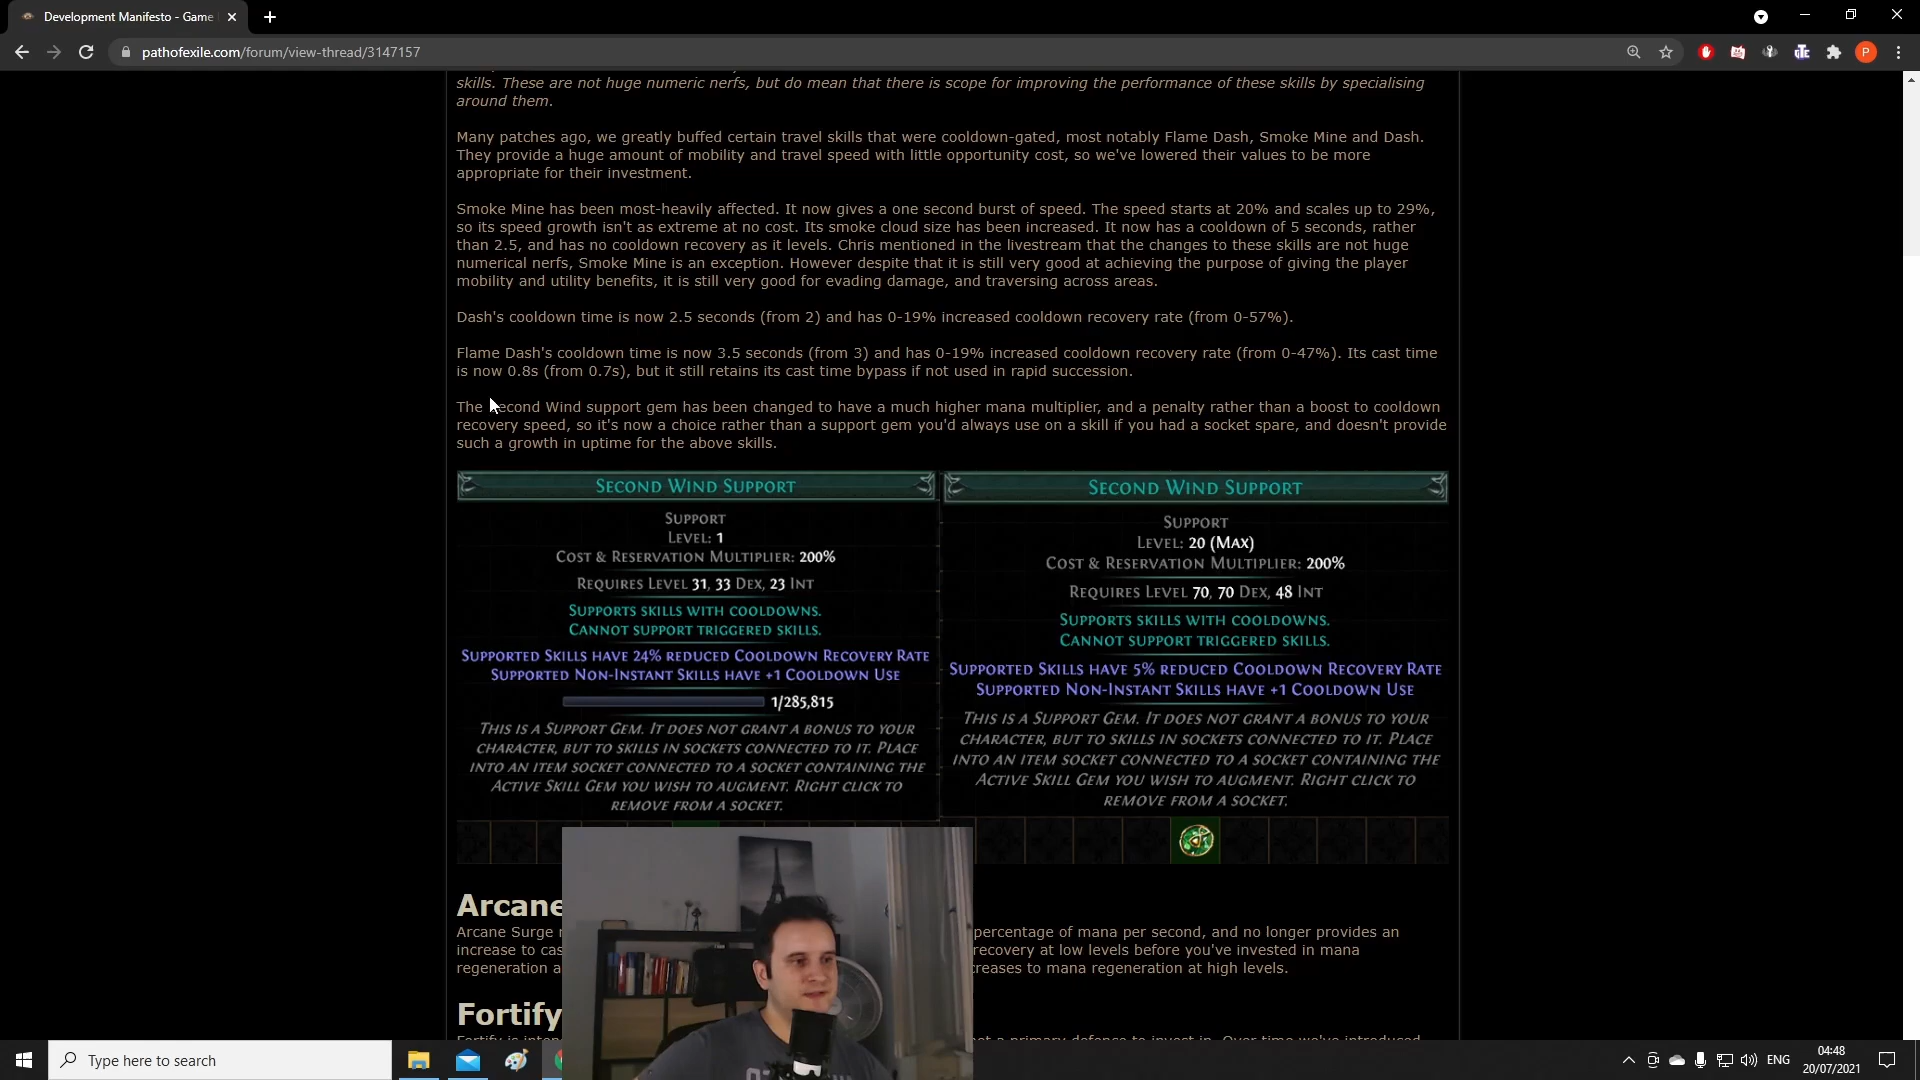 Development Manifesto - Game
pathofexile.com/forum/view-thread/3147157
P
skills. These are not huge numeric nerfs, but do mean that there is scope for improving the performance of these skills by specialising
around them.
Many patches ago, we greatly buffed certain travel skills that were cooldown-gated, most notably Flame Dash, Smoke Mine and Dash.
They provide a huge amount of mobility and travel speed with little opportunity cost, so we've lowered their values to be more
appropriate for their investment.
Smoke Mine has been most-heavily affected. It now gives a one second burst of speed. The speed starts at 20% and scales up to 29%,
so its speed growth isn't as extreme at no cost. Its smoke cloud size has been increased. It now has a cooldown of 5 seconds, rather
than 2.5, and has no cooldown recovery as it levels. Chris mentioned in the livestream that the changes to these skills are not huge
numerical nerfs, Smoke Mine is an exception. However despite that it is still very good at achieving the purpose of giving the player
mobility and utility benefits, it is still very good for evading damage, and traversing across areas.
Dash's cooldown time is now 2.5 seconds (from 2) and has 0-19% increased cooldown recovery rate (from 0-57%).
Flame Dash's cooldown time is now 3.5 seconds (from 3) and has 0-19% increased cooldown recovery rate (from 0-47%). Its cast time
is now 0.8s (from 0.7s), but it still retains its cast time bypass if not used in rapid succession.
The Second Wind support gem has been changed to have a much higher mana multiplier, and a penalty rather than a boost to cooldown
recovery speed, so it's now a choice rather than a support gem you'd always use on a skill if you had a socket spare, and doesn't provide
such a growth in uptime for the above skills.
SECOND WIND SUPPORT
SUPPORT
LEVEL: 1
COST & RESERVATION MULTIPLIER: 200%
REQUIRES LEVEL 31, 33 DEX, 23 INT
SUPPORTS SKILLS WITH COOLDOWNS.
CANNOT SUPPORT TRIGGERED SKILLS.
SUPPORTED SKILLS HAVE 24% REDUCED COOLDOWN RECOVERY RATE
SUPPORTED NON-INSTANT SKILLS HAVE +1 COOLDOWN USE
1/285,815
THIS IS A SUPPORT GEM. IT DOES NOT GRANT A BONUS TO YOUR
CHARACTER, BUT TO SKILLS IN SOCKETS CONNECTED TO IT. PLACE
INTO AN ITEM SOCKET CONNECTED TO A SOCKET CONTAINING THE
ACTIVE SKILL GEM YOU WISH TO AUGMENT. RIGHT CLICK TO
REMOVE FROM A SOCKET.
SECOND WIND SUPPORT
SUPPORT
LEVEL: 20 (MAX)
COST & RESERVATION MULTIPLIER: 200%
REQUIRES LEVEL 70, 70 DEX, 48 INT
SUPPORTS SKILLS WITH COOLDOWNS.
CANNOT SUPPORT TRIGGERED SKILLS.
SUPPORTED SKILLS HAVE 5% REDUCED COOLDOWN RECOVERY RATE
SUPPORTED NON-INSTANT SKILLS HAVE +1 COOLDOWN USE
THIS IS A SUPPORT GEM. IT DOES NOT GRANT A BONUS TO YOUR
CHARACTER, BUT TO SKILLS IN SOCKETS CONNECTED TO IT. PLACE
INTO AN ITEM SOCKET CONNECTED TO A SOCKET CONTAINING THE
ACTIVE SKILL GEM YOU WISH TO AUGMENT. RIGHT CLICK TO
REMOVE FROM A SOCKET.
Arcane
Arcane Surge percentage of mana per second, and no longer provides an
increase to cas recovery at low levels before you've invested in mana
regeneration a creases to mana regeneration at high levels.
Fortify
Type here to search
ENG
04:48
20/07/2021